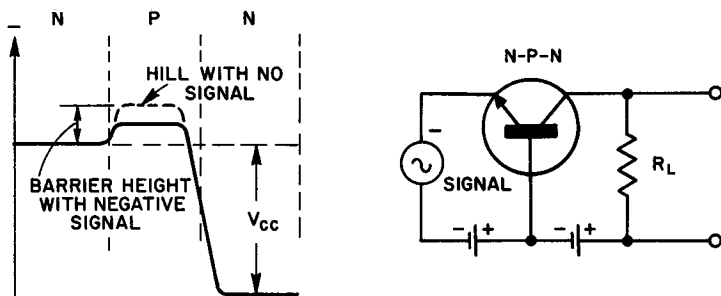 N P N
−
HILL WITH NO
SIGNAL
BARRIER HEIGHT
WITH NEGATIVE
SIGNAL
VCC
N-P-N
−
SIGNAL
RL
− + − +